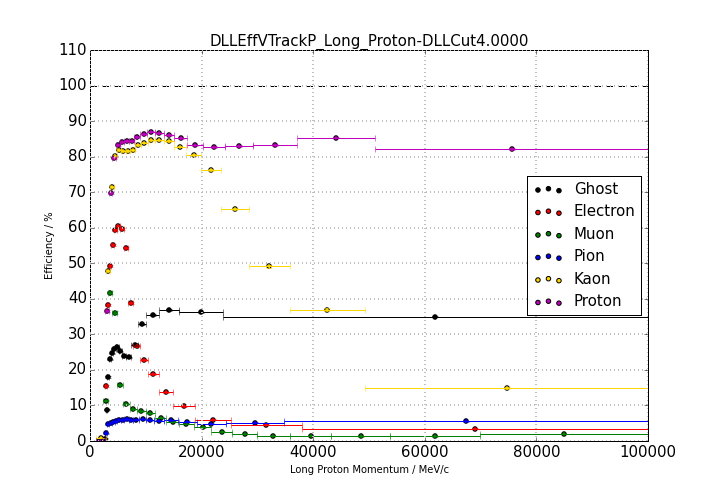 DLLEffVTrackP_Long_Proton-DLLCut4.0000
110
100
90
80
70
60
50
40
30
20
10
0
Efficiency / %
Ghost
Electron
Muon
Pion
Kaon
Proton
0 20000 40000 60000 80000 100000
Long Proton Momentum / MeV/c